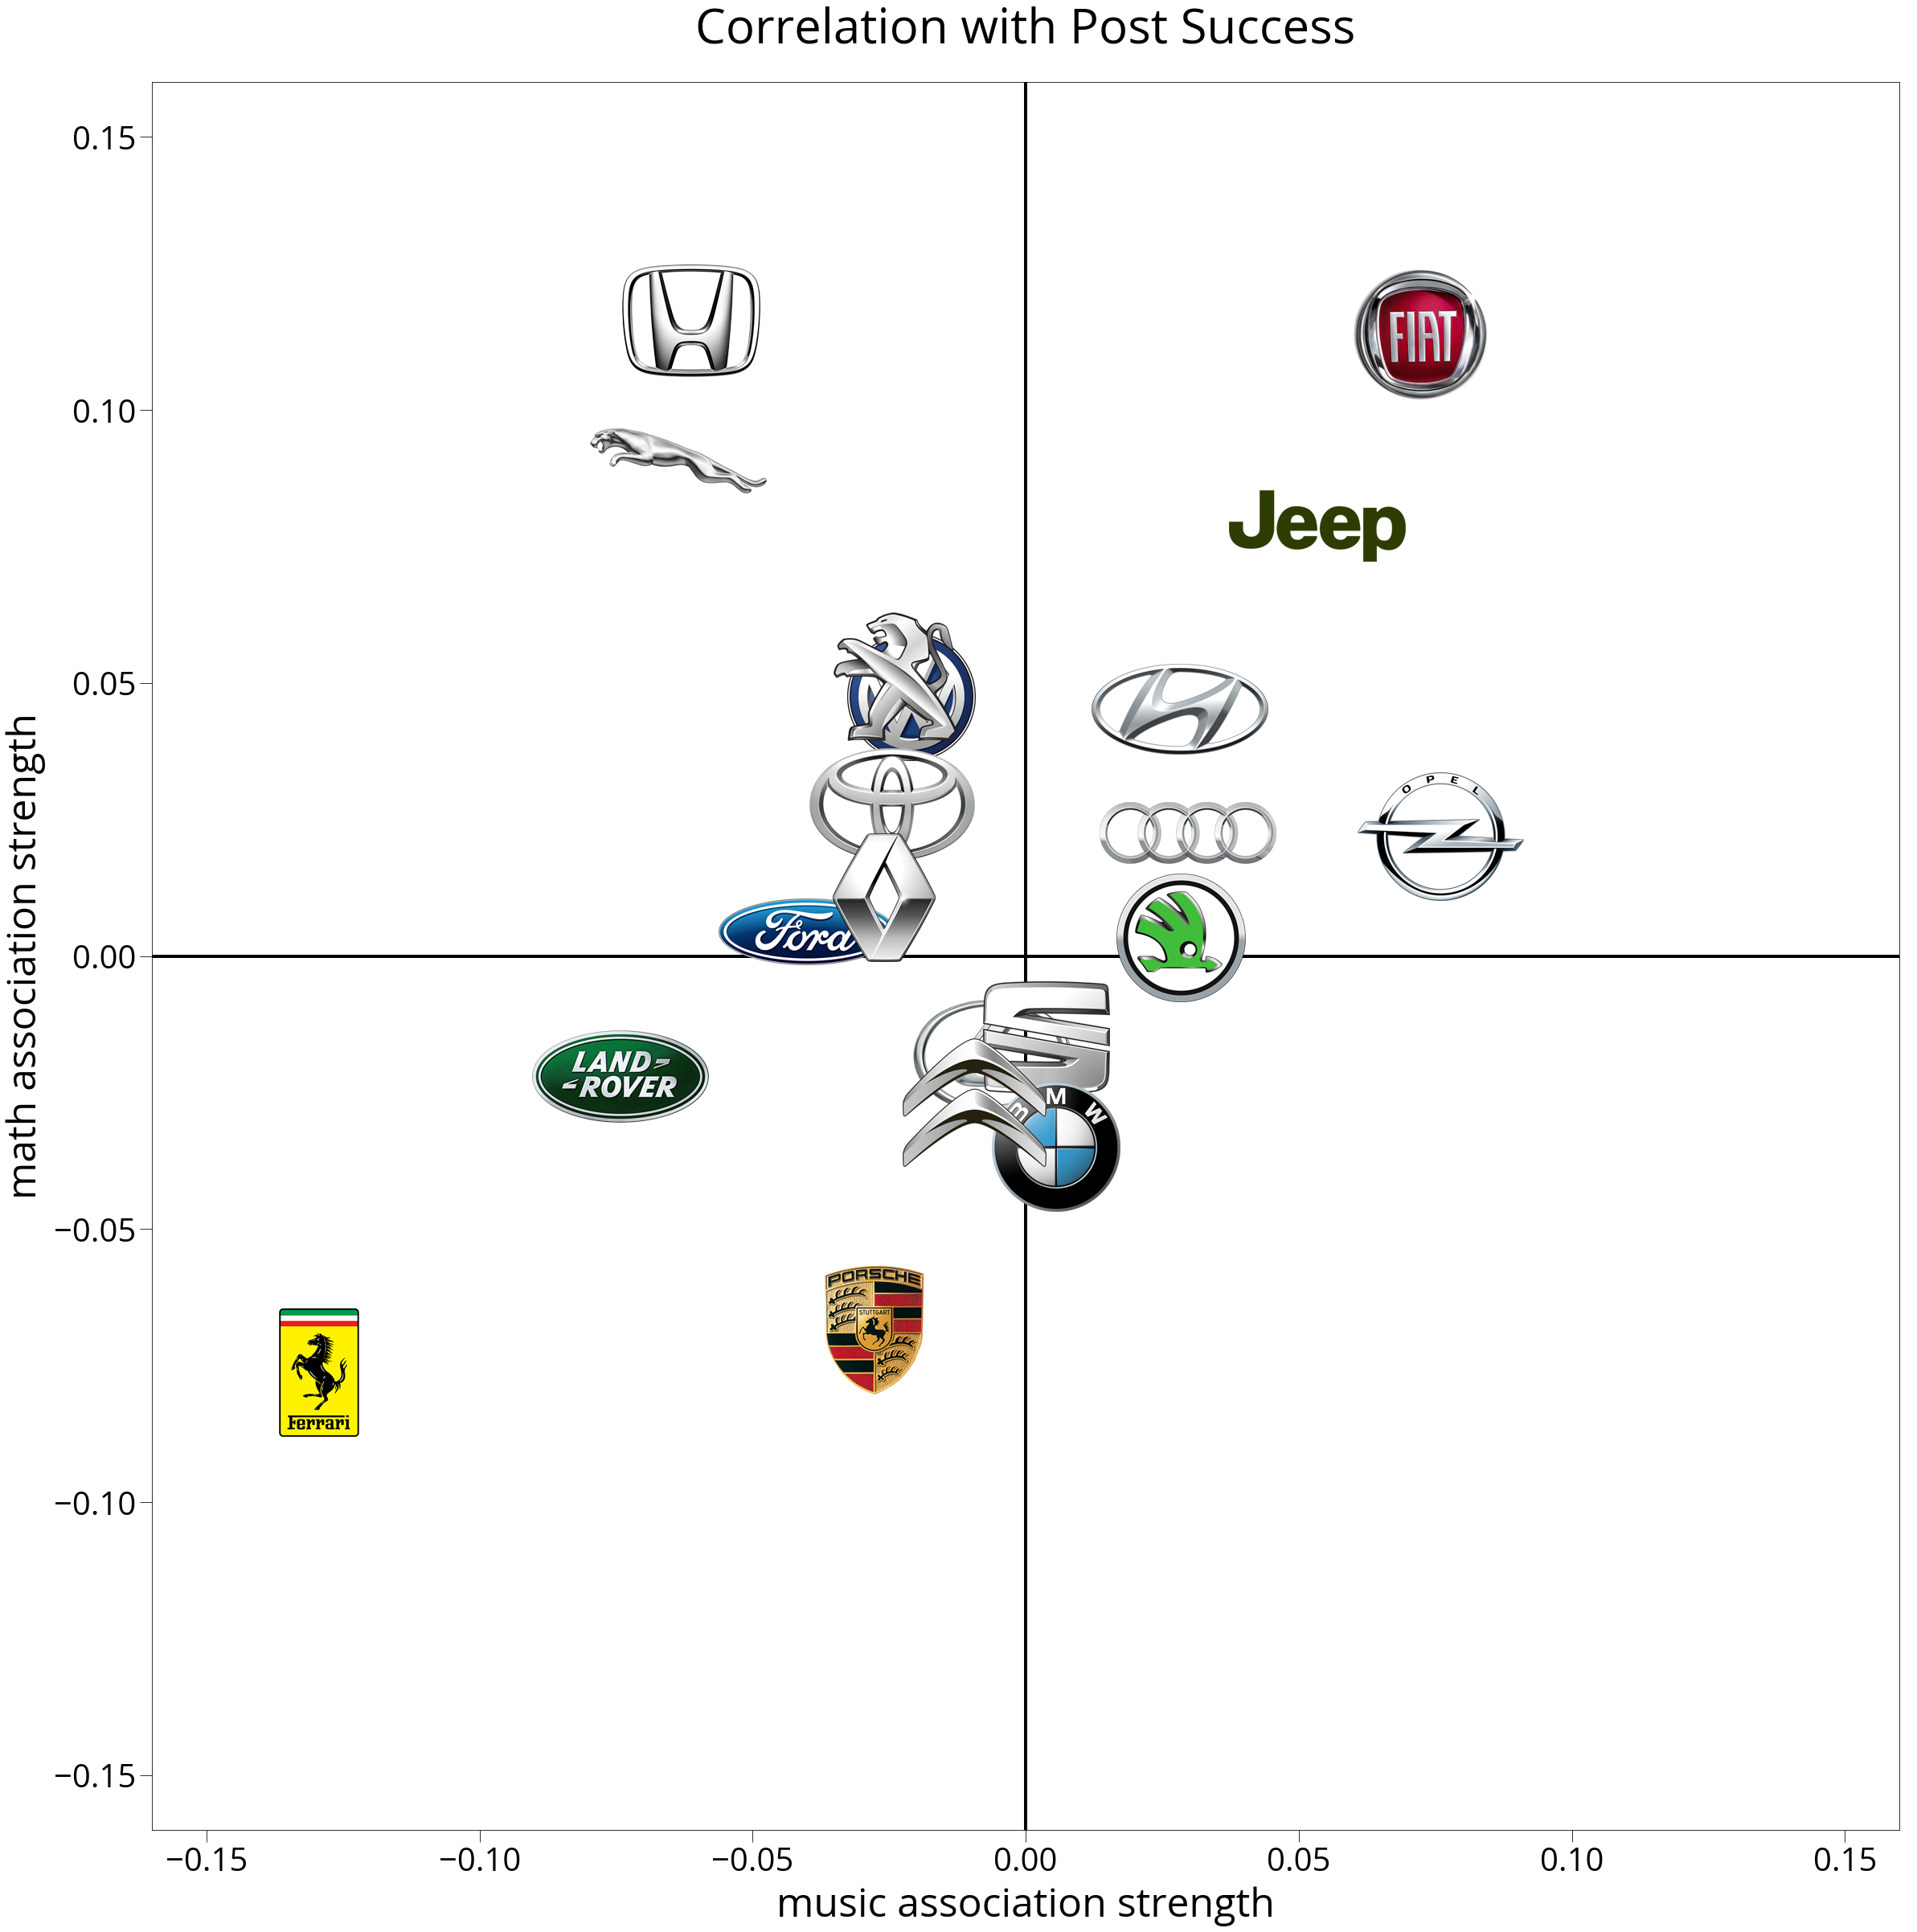 Correlation with Post Success
0.15
FIAT
0.10
Jeep
0.05
OPEL
Ford
0.00
LAND-
-ROVER
BMW
−0.05
PORSCHE
STUTTGART
Ferrari
−0.10
−0.15
math association strength
−0.15 −0.10 −0.05 0.00 0.05 0.10 0.15
music association strength